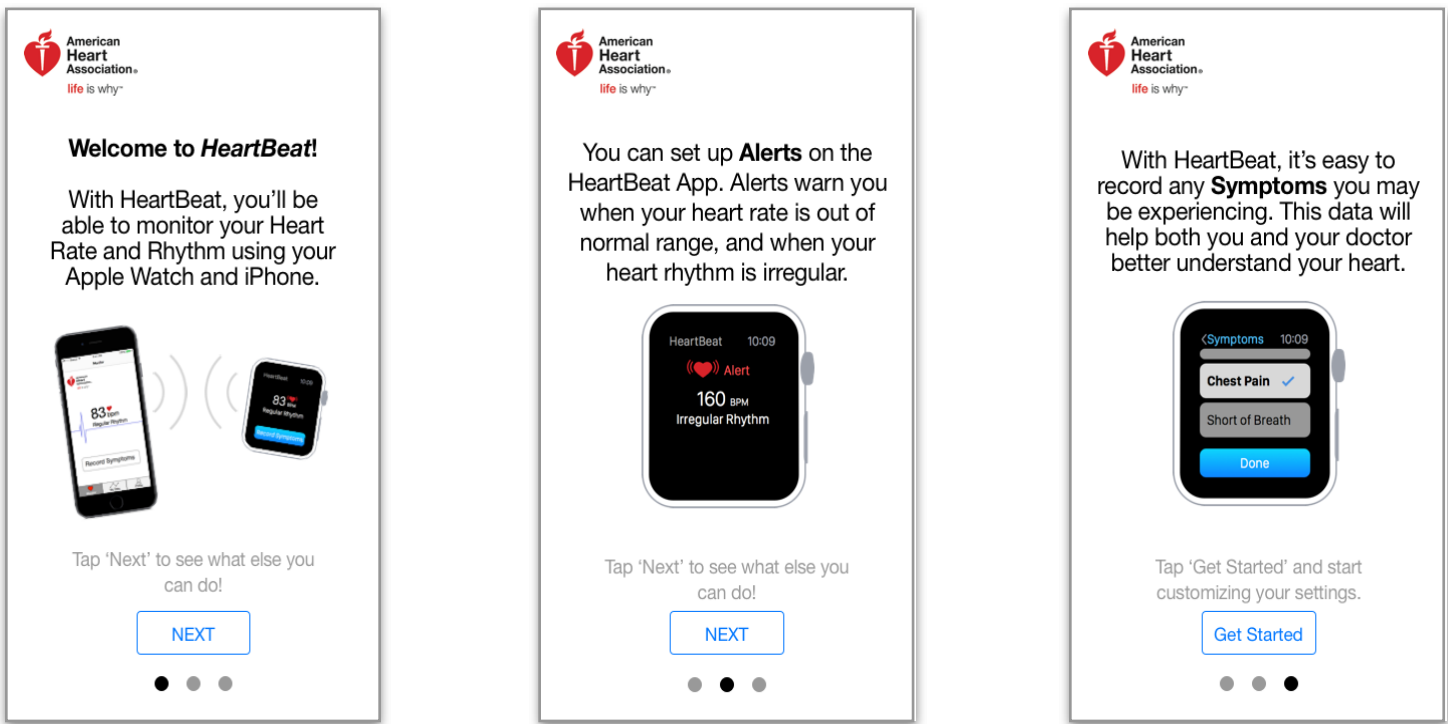 American
Heart
Association®
life is why™
Welcome to HeartBeat!
With HeartBeat, you’ll be
able to monitor your Heart
Rate and Rhythm using your
Apple Watch and iPhone.
83
bpm
Regular Rhythm
Record Symptoms
HeartBeat 10:09
83
BPM
Regular Rhythm
Record Symptoms
Tap ‘Next’ to see what else you
can do!
NEXT
American
Heart
Association®
life is why™
You can set up Alerts on the
HeartBeat App. Alerts warn you
when your heart rate is out of
normal range, and when your
heart rhythm is irregular.
HeartBeat 10:09
Alert
160 BPM
Irregular Rhythm
Tap ‘Next’ to see what else you
can do!
NEXT
American
Heart
Association®
life is why™
With HeartBeat, it’s easy to
record any Symptoms you may
be experiencing. This data will
help both you and your doctor
better understand your heart.
<Symptoms 10:09
Chest Pain ✓
Short of Breath
Done
Tap ‘Get Started’ and start
customizing your settings.
Get Started